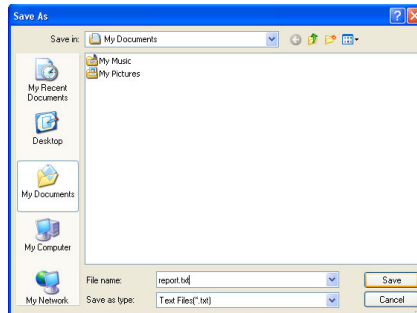 Save As
Save in:
My Documents
My Recent
Documents
Desktop
My Documents
My Computer
My Network
My Music
My Pictures
File name:
report.txt
Save
Save as type:
Text Files(*.txt)
Cancel